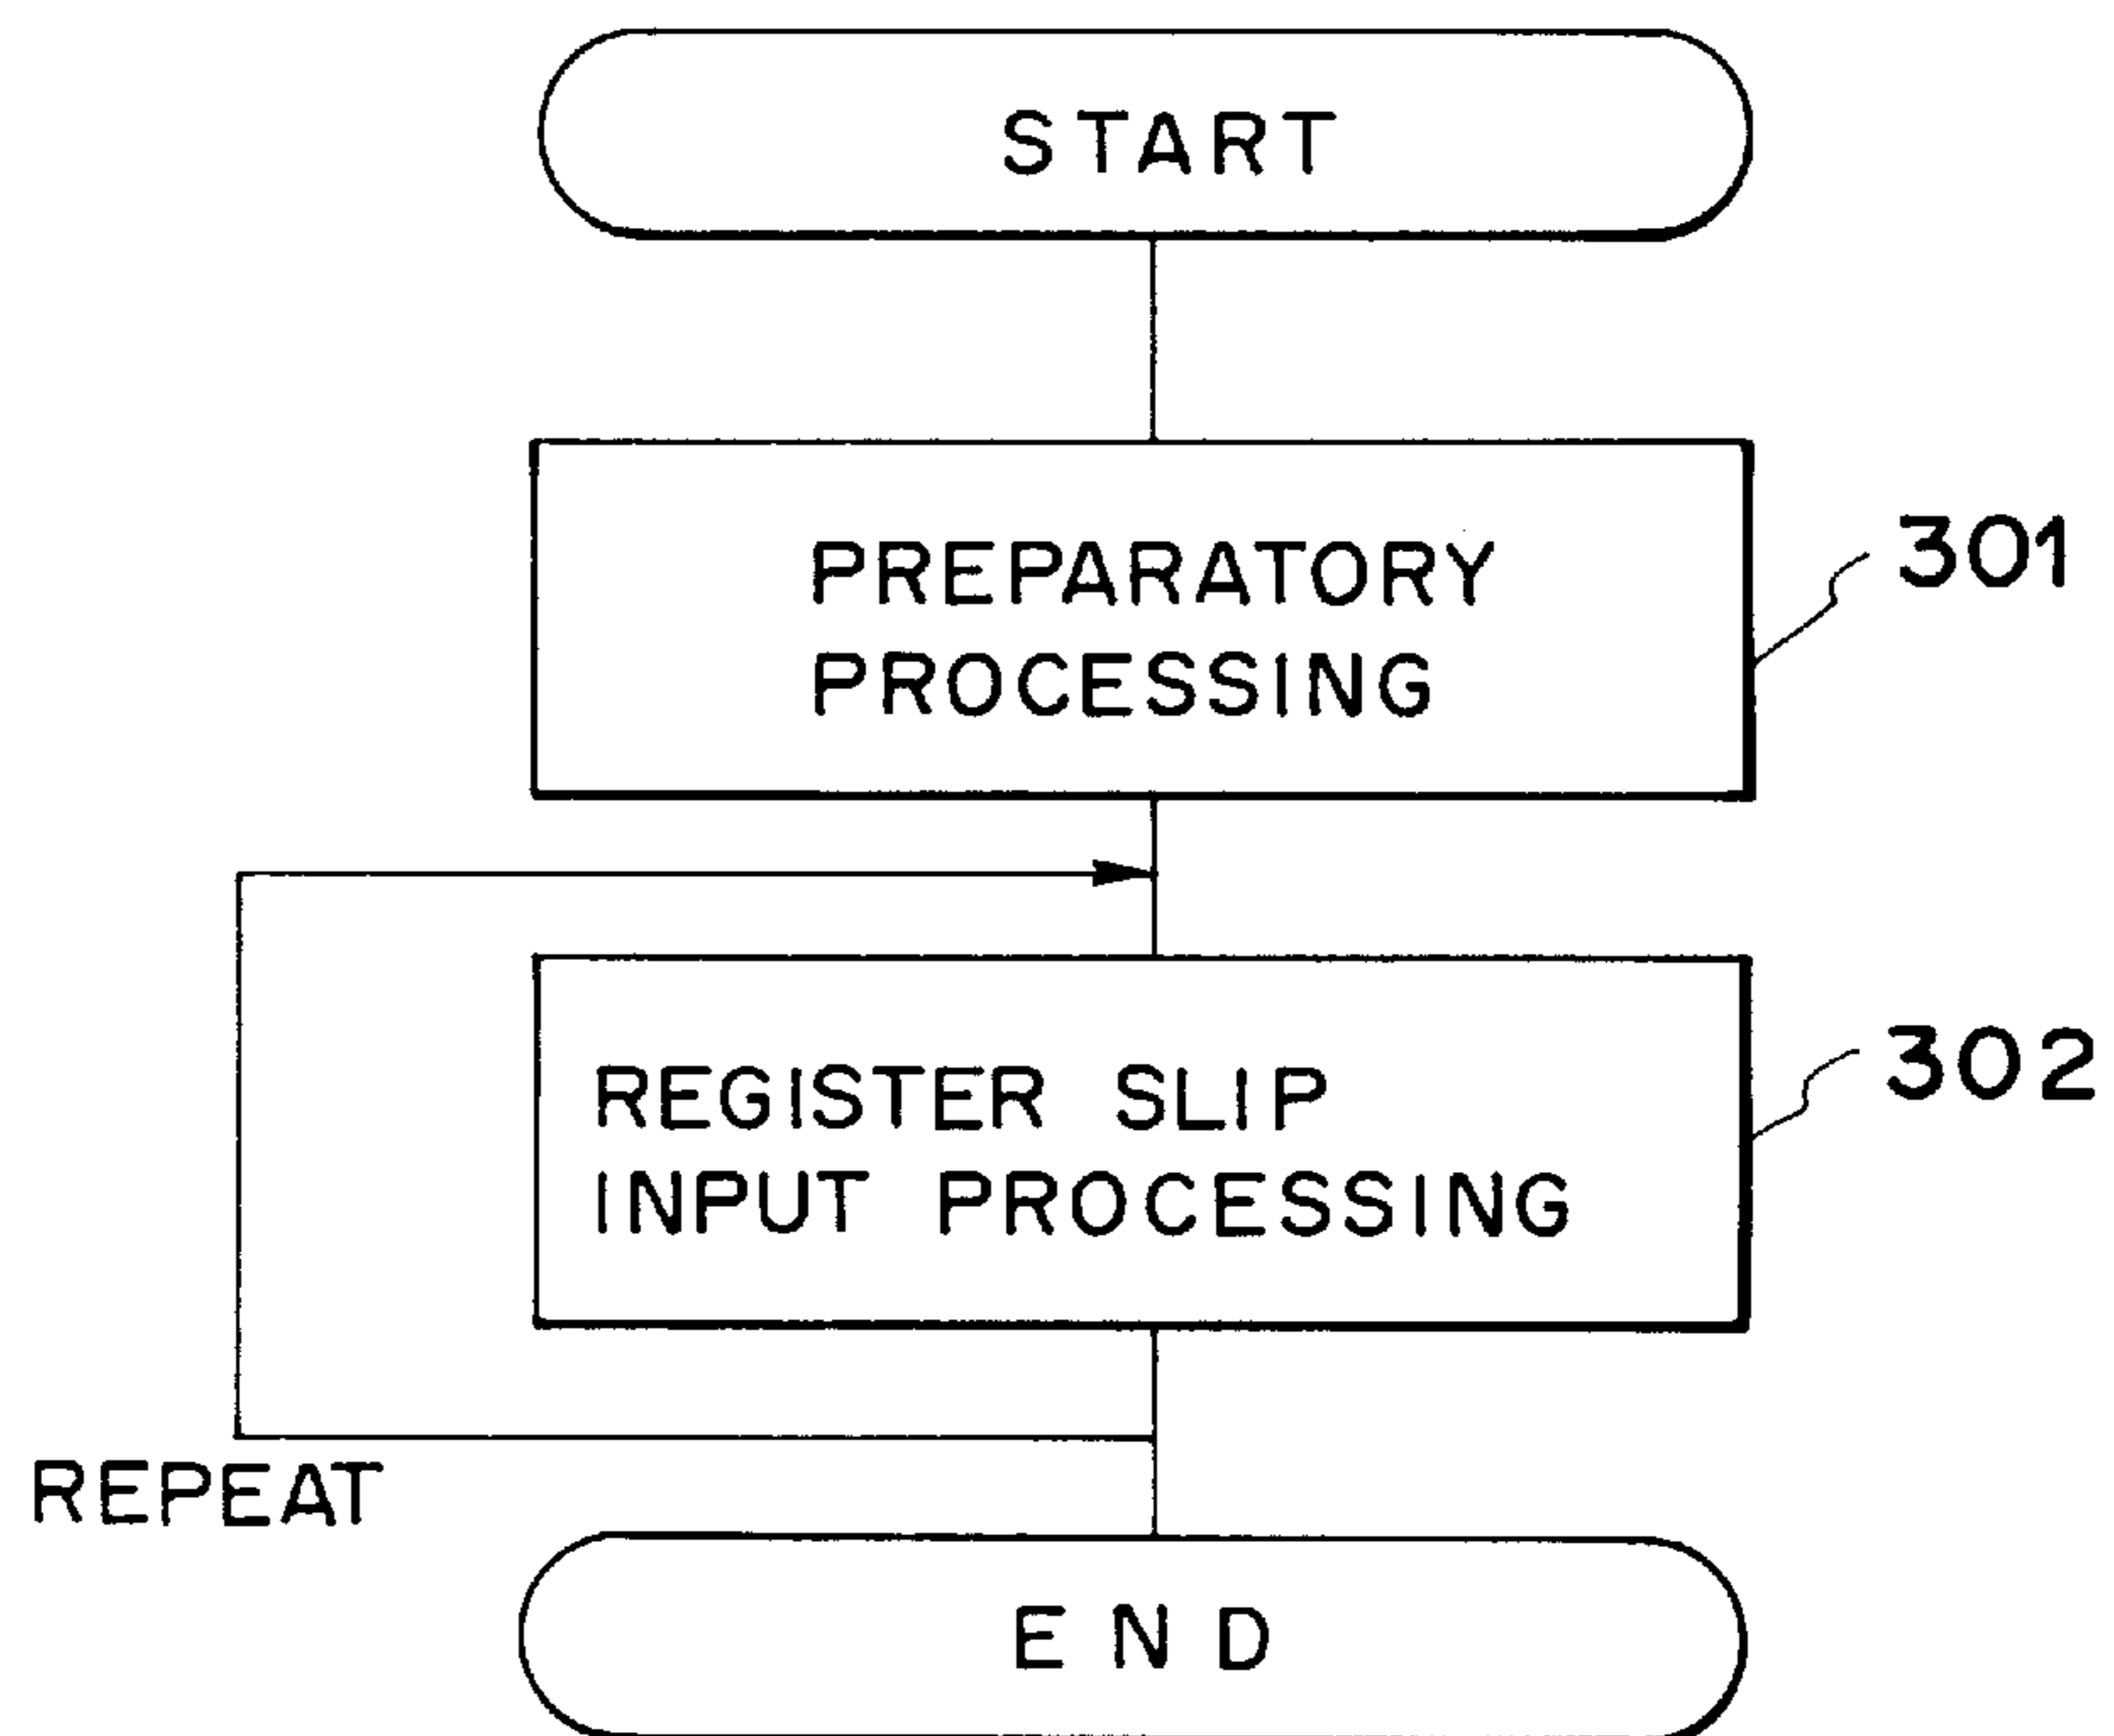 START
PREPARATORY
PROCESSING
301
REGISTER SLIP
INPUT PROCESSING
302
REPEAT
END